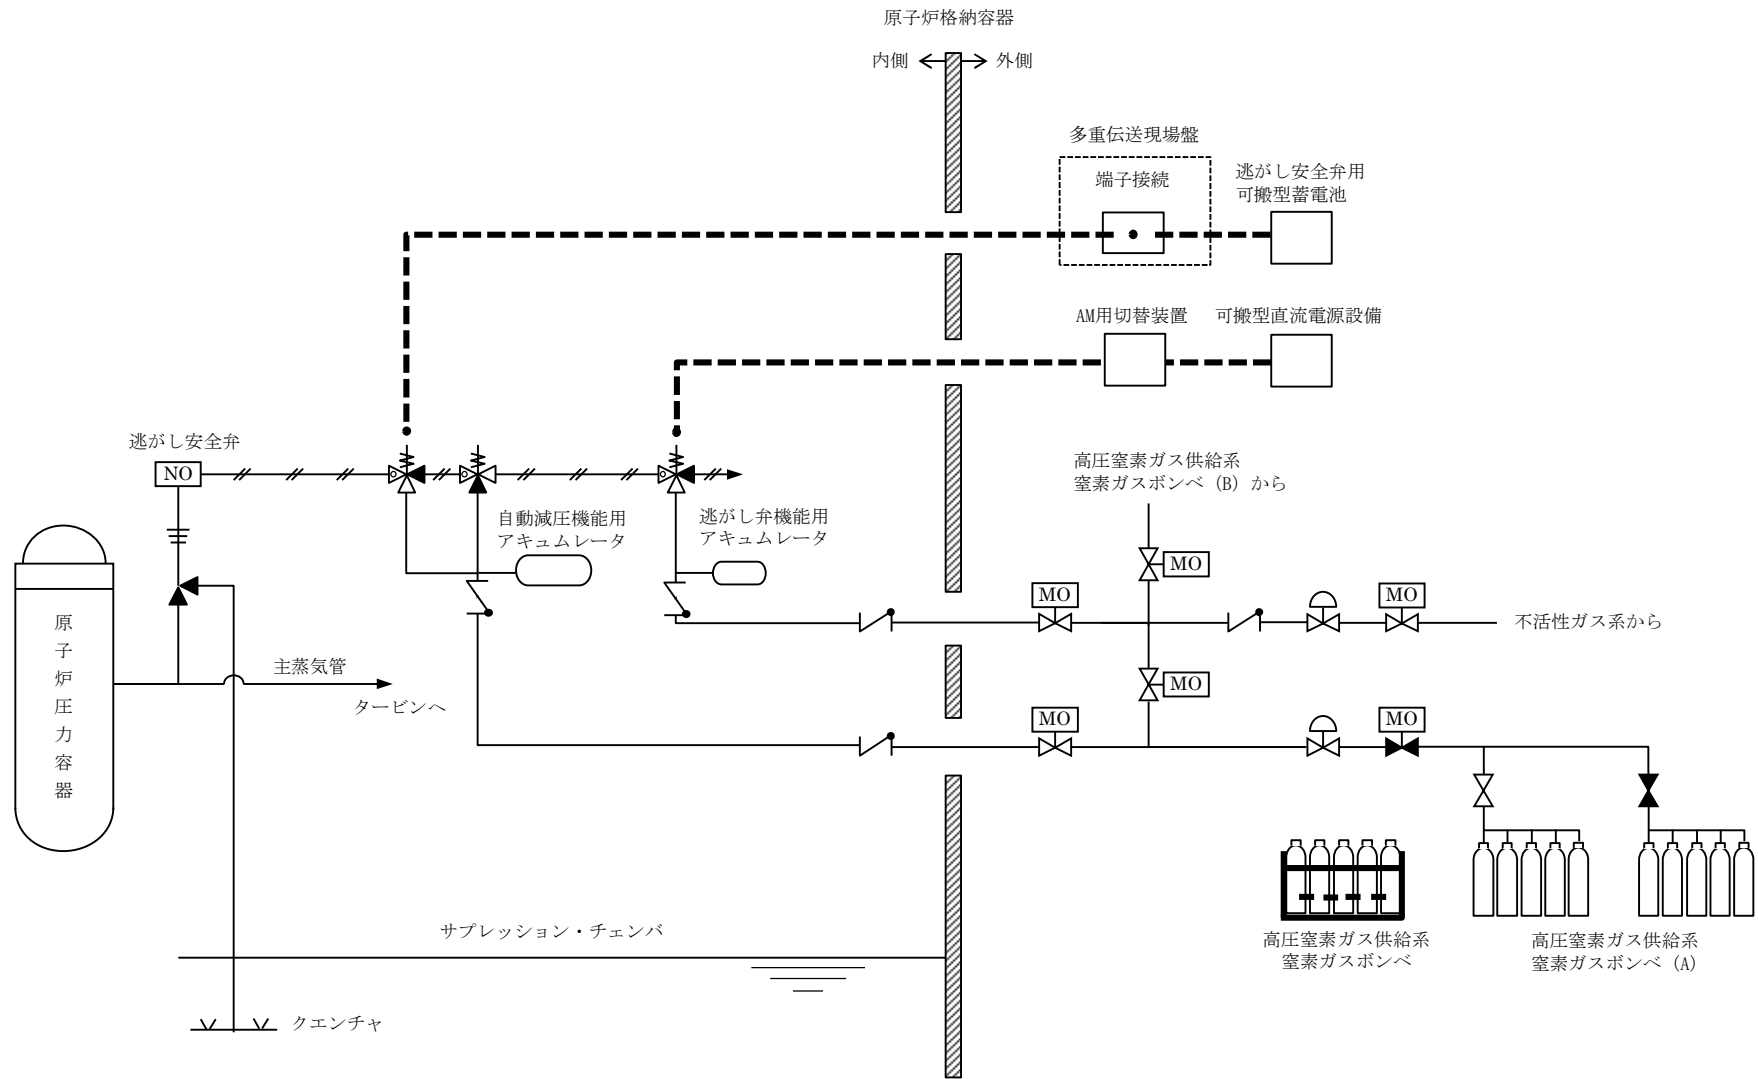 原子炉格納容器
内側
外側
多重伝送現場盤
端子接続
逃がし安全弁用
可搬型蓄電池
AM用切替装置
可搬型直流電源設備
逃がし安全弁
NO
高圧窒素ガス供給系
窒素ガスボンベ（B）から
自動減圧機能用
アキュムレータ
逃がし弁機能用
アキュムレータ
MO
MO
MO
不活性ガス系から
原子炉圧力容器
主蒸気管
タービンへ
MO
MO
MO
サプレッション・チェンバ
高圧窒素ガス供給系
窒素ガスボンベ
高圧窒素ガス供給系
窒素ガスボンベ（A）
クエンチャ